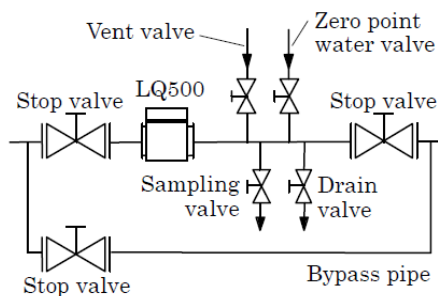 Vent valve
Zero point
water valve
Stop valve
LQ500
Stop valve
Sampling
valve
Drain
valve
Stop valve
Bypass pipe